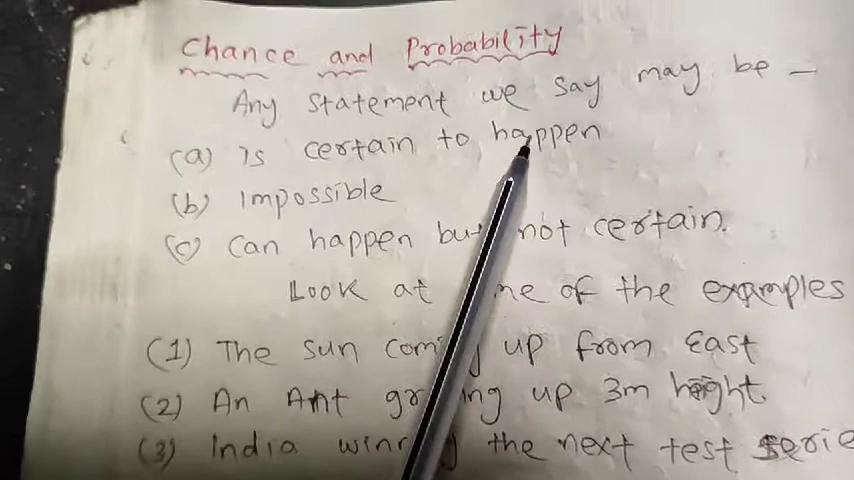 Chance and Probability
Any statement we say may be —
(a) is certain to happen
(b) Impossible
(c) Can happen but not certain.
Look at of the examples
(1) The sun coming up from East
(2) An Ant growing up 3m height.
(3) India the next test